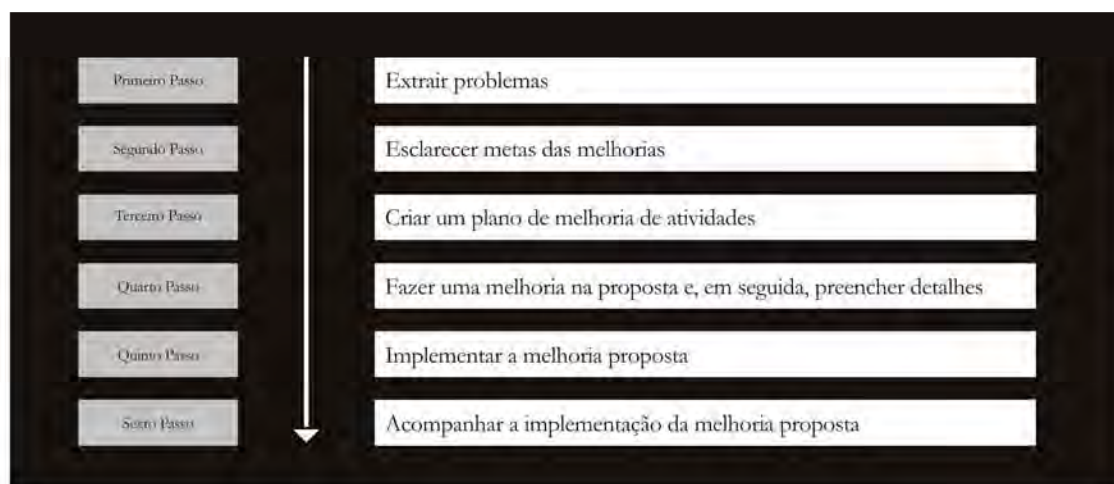 Primeiro Passo
Extrair problemas
Segundo Passo
Esclarecer metas das melhorias
Terceiro Passo
Criar um plano de melhoria de atividades
Quarto Passo
Fazer uma melhoria na proposta e, em seguida, preencher detalhes
Quinto Passo
Implementar a melhoria proposta
Sexto Passo
Acompanhar a implementação da melhoria proposta